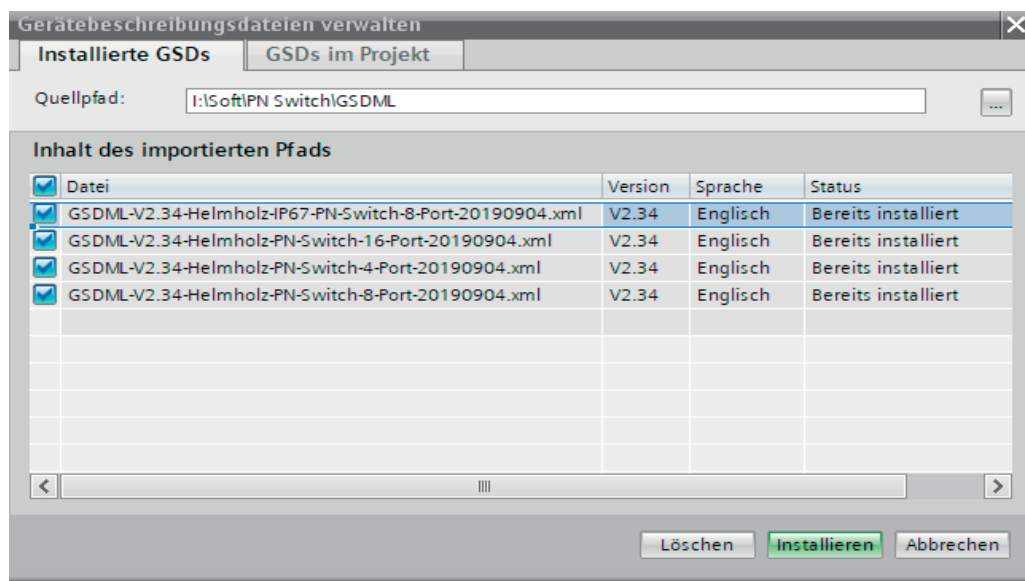 Gerätebeschreibungsdateien verwalten
Installierte GSDs GSDs im Projekt
Quellpfad: I:\Soft\PN Switch\GSDML ...
Inhalt des importierten Pfads
Datei Version Sprache Status
GSDML-V2.34-Helmholz-IP67-PN-Switch-8-Port-20190904.xml V2.34 Englisch Bereits installiert
GSDML-V2.34-Helmholz-PN-Switch-16-Port-20190904.xml V2.34 Englisch Bereits installiert
GSDML-V2.34-Helmholz-PN-Switch-4-Port-20190904.xml V2.34 Englisch Bereits installiert
GSDML-V2.34-Helmholz-PN-Switch-8-Port-20190904.xml V2.34 Englisch Bereits installiert
Löschen Installieren Abbrechen